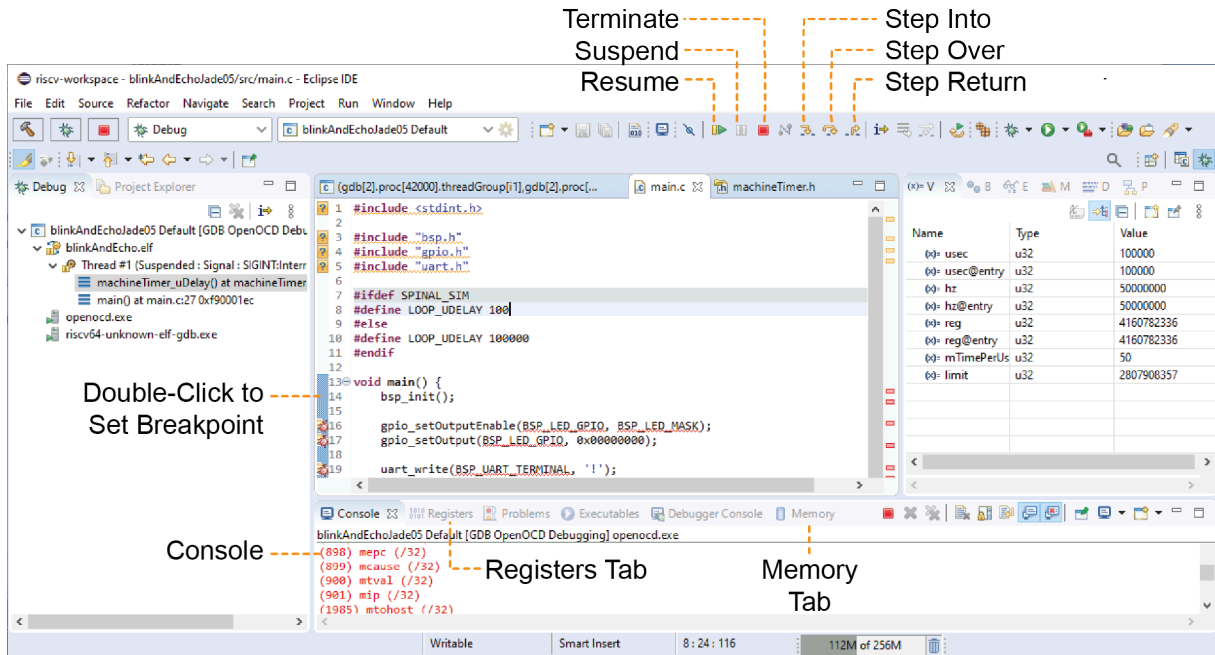 Terminate
Suspend
Resume
Step Into
Step Over
Step Return
riscv-workspace - blinkAndEchoJade05/src/main.c - Eclipse IDE
File Edit Source Refactor Navigate Search Project Run Window Help
Debug
blinkAndEchoJade05 Default
Debug
Project Explorer
blinkAndEchoJade05 Default [GDB OpenOCD Debu
blinkAndEcho.elf
Thread #1 (Suspended : Signal : SIGINT:Interr
machineTimer_uDelay() at machineTimer
main() at main.c:27 0xf90001ec
openocd.exe
riscv64-unknown-elf-gdb.exe
Double-Click to
Set Breakpoint
(gdb[2].proc[42000].threadGroup[i1],gdb[2].proc[...
main.c
machineTimer.h
1 #include <stdint.h>
2
3 #include "bsp.h"
4 #include "gpio.h"
5 #include "uart.h"
6
7 #ifdef SPINAL_SIM
8 #define LOOP_UDELAY 100
9 #else
10 #define LOOP_UDELAY 100000
11 #endif
12
13 void main() {
14 bsp_init();
15
16 gpio_setOutputEnable(BSP_LED_GPIO, BSP_LED_MASK);
17 gpio_setOutput(BSP_LED_GPIO, 0x00000000);
18
19 uart_write(BSP_UART_TERMINAL, '!');
(x)= V B E M D P
Name Type Value
(x)= usec u32 100000
(x)= usec@entry u32 100000
(x)= hz u32 50000000
(x)= hz@entry u32 50000000
(x)= reg u32 4160782336
(x)= reg@entry u32 4160782336
(x)= mTimePerUs u32 50
(x)= limit u32 2807908357
Console Registers Problems Executables Debugger Console Memory
blinkAndEchoJade05 Default [GDB OpenOCD Debugging] openocd.exe
(898) mepc (/32)
(899) mcause (/32)
(900) mtval (/32)
(901) mip (/32)
(1985) mtohost (/32)
Console
Registers Tab
Memory
Tab
Writable
Smart Insert
8 : 24 : 116
112M of 256M